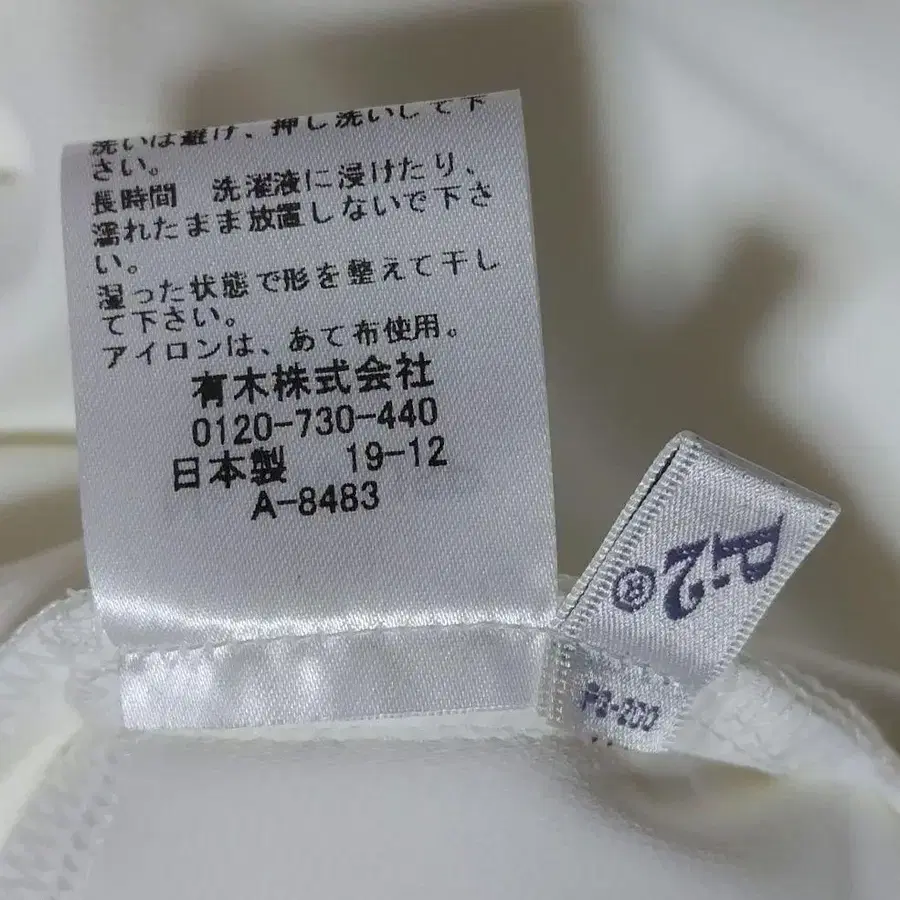 洗いは避け、押し洗いして下
さい。
長時間　洗濯液に浸けたり、
濡れたまま放置しないで下さ
い。
湿った状態で形を整えて干し
て下さい。
アイロンは、あて布使用。
有木株式会社
0120-730-440
日本製　19-12
A-8483
Pi2®